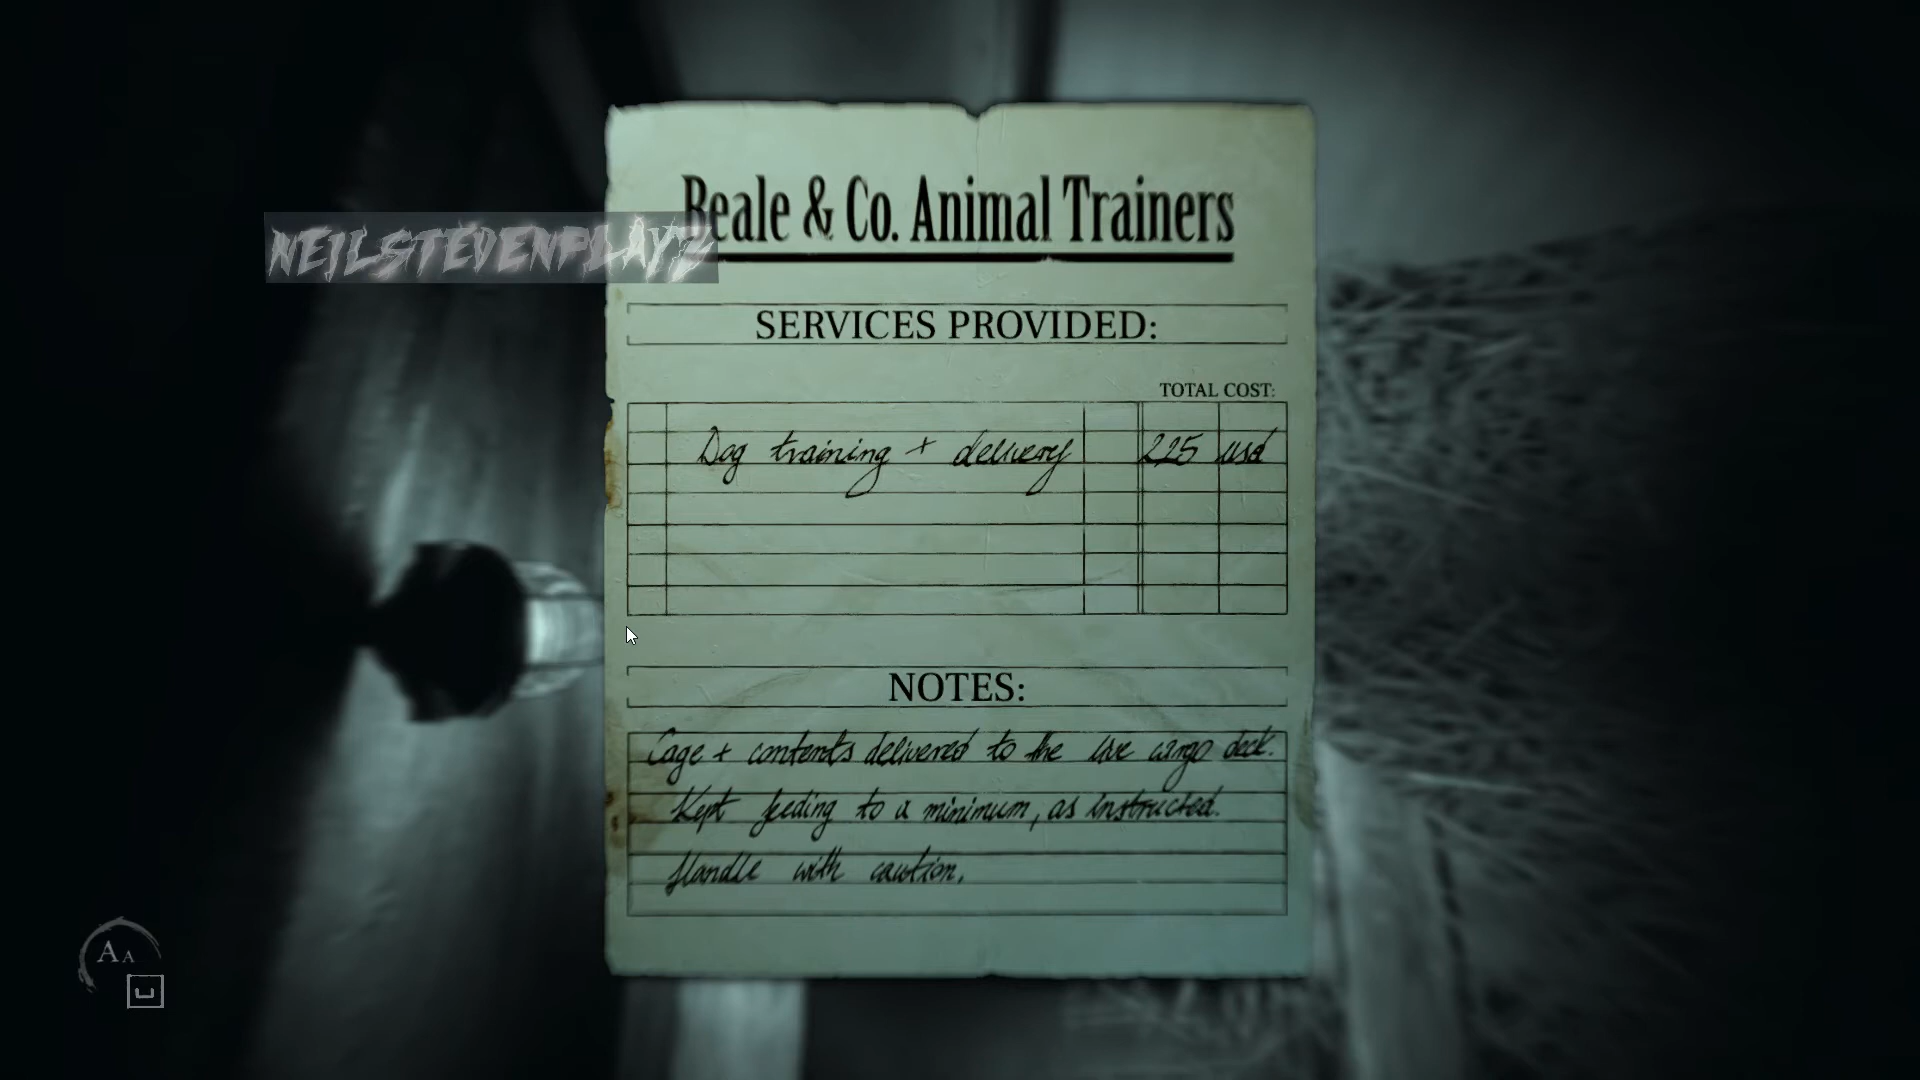 Beale & Co. Animal Trainers
NEILSTEVENPLAYZ
SERVICES PROVIDED:
TOTAL COST:
Dog training + delivery 225 usd
NOTES:
Cage + contents delivered to the live cargo deck.
Kept feeding to a minimum, as instructed.
Handle with caution.
AA